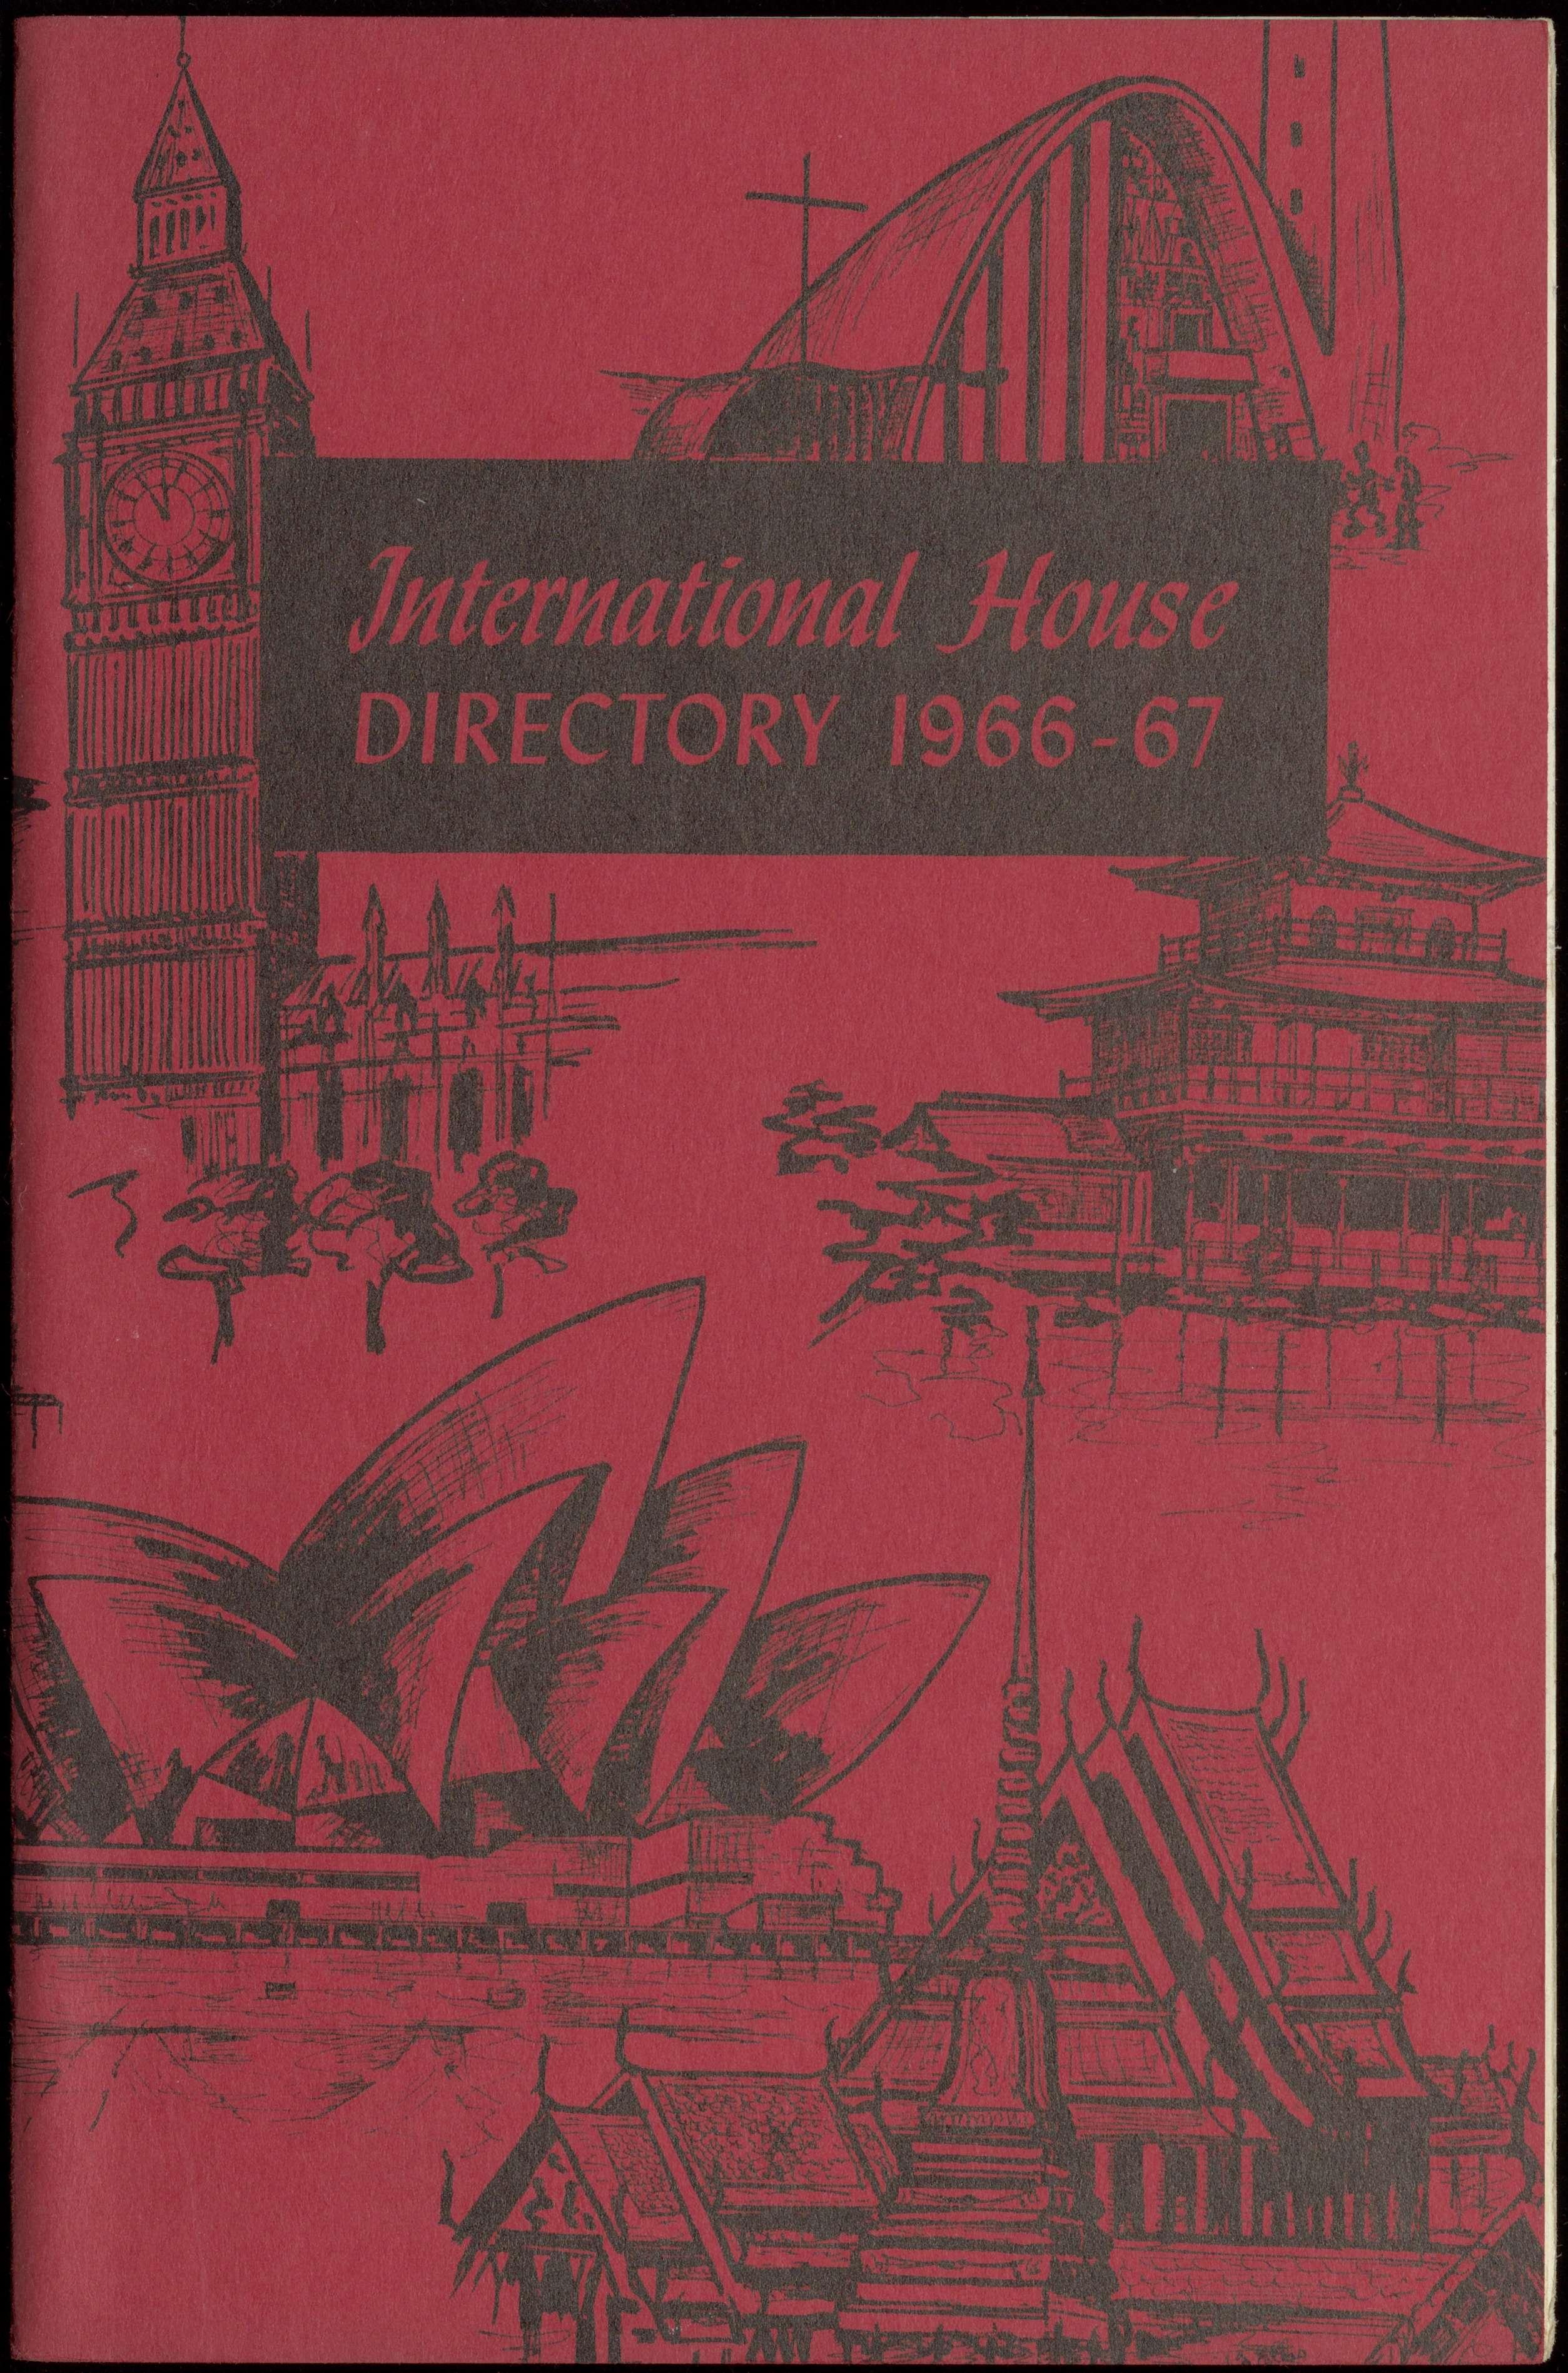 International House
DIRECTORY 1966-67